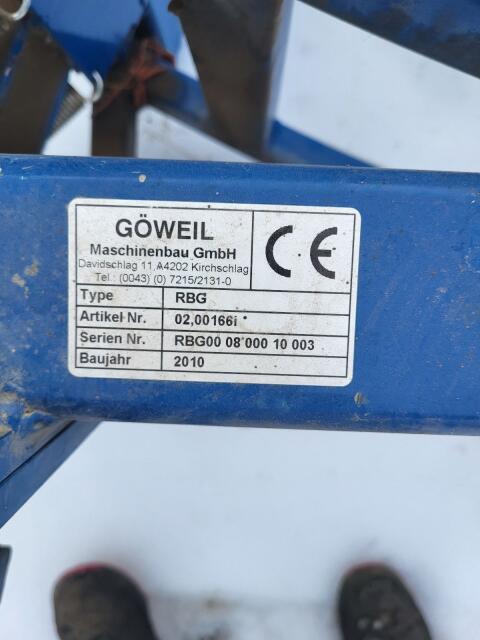 GÖWEIL
Maschinenbau GmbH
Davidschlag 11,A4202 Kirchschlag
Tel.: (0043) (0) 7215/2131-0
CE
Type RBG
Artikel Nr. 02,00166i
Serien Nr. RBG00 08 000 10 003
Baujahr 2010